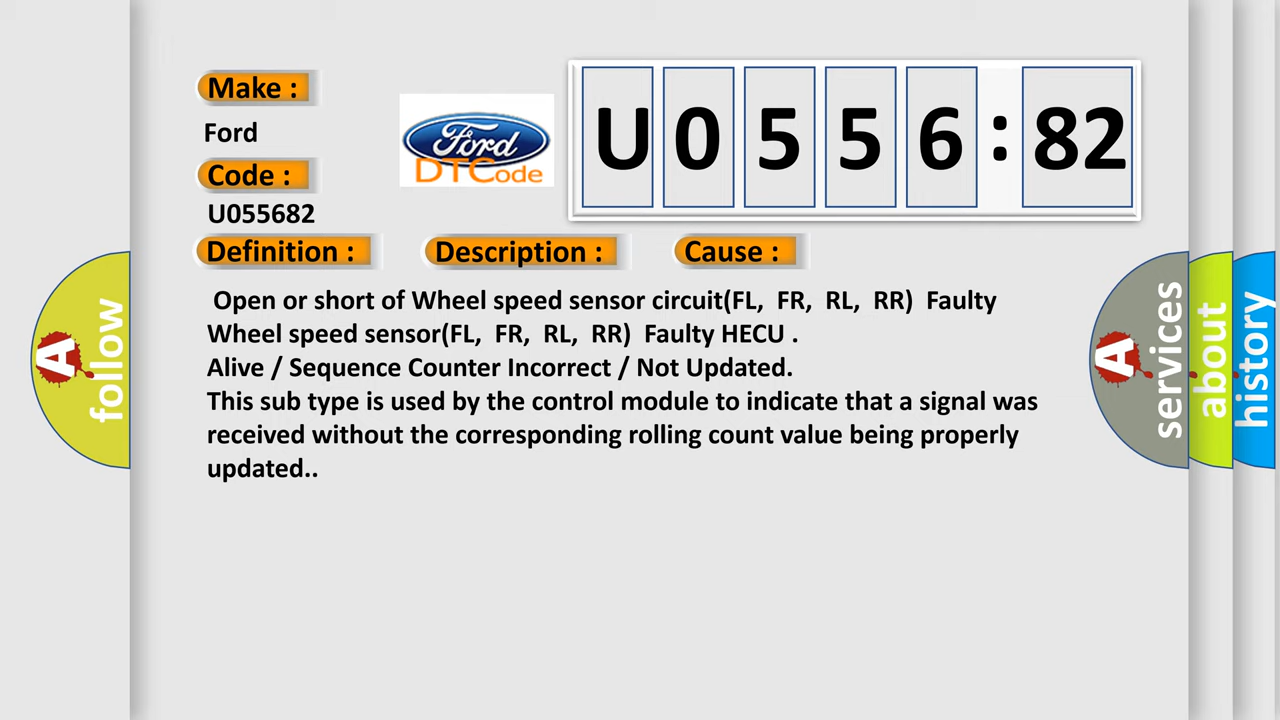 Make :
Ford
Code :
U055682
Ford
DTCode
U 0 5 5 6 : 82
Definition :
Description :
Cause :
Open or short of Wheel speed sensor circuit(FL, FR, RL, RR) Faulty
Wheel speed sensor(FL, FR, RL, RR) Faulty HECU .
Alive / Sequence Counter Incorrect / Not Updated.
This sub type is used by the control module to indicate that a signal was
received without the corresponding rolling count value being properly
updated..
A
follow
A
services
about
history